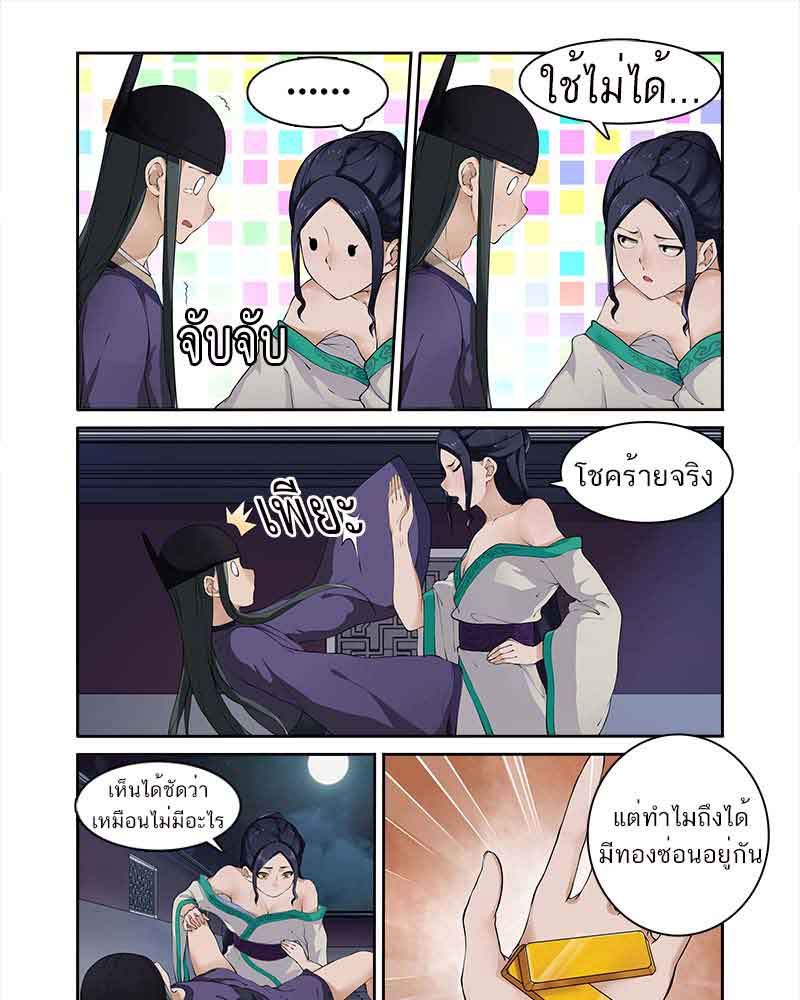 ••••••
จับจับ
ใช้ไม่ได้...
เพียะ
โชคร้ายจริง
เห็นได้ชัดว่า
เหมือนไม่มีอะไร
แต่ทำไมถึงได้
มีทองซ่อนอยู่กัน